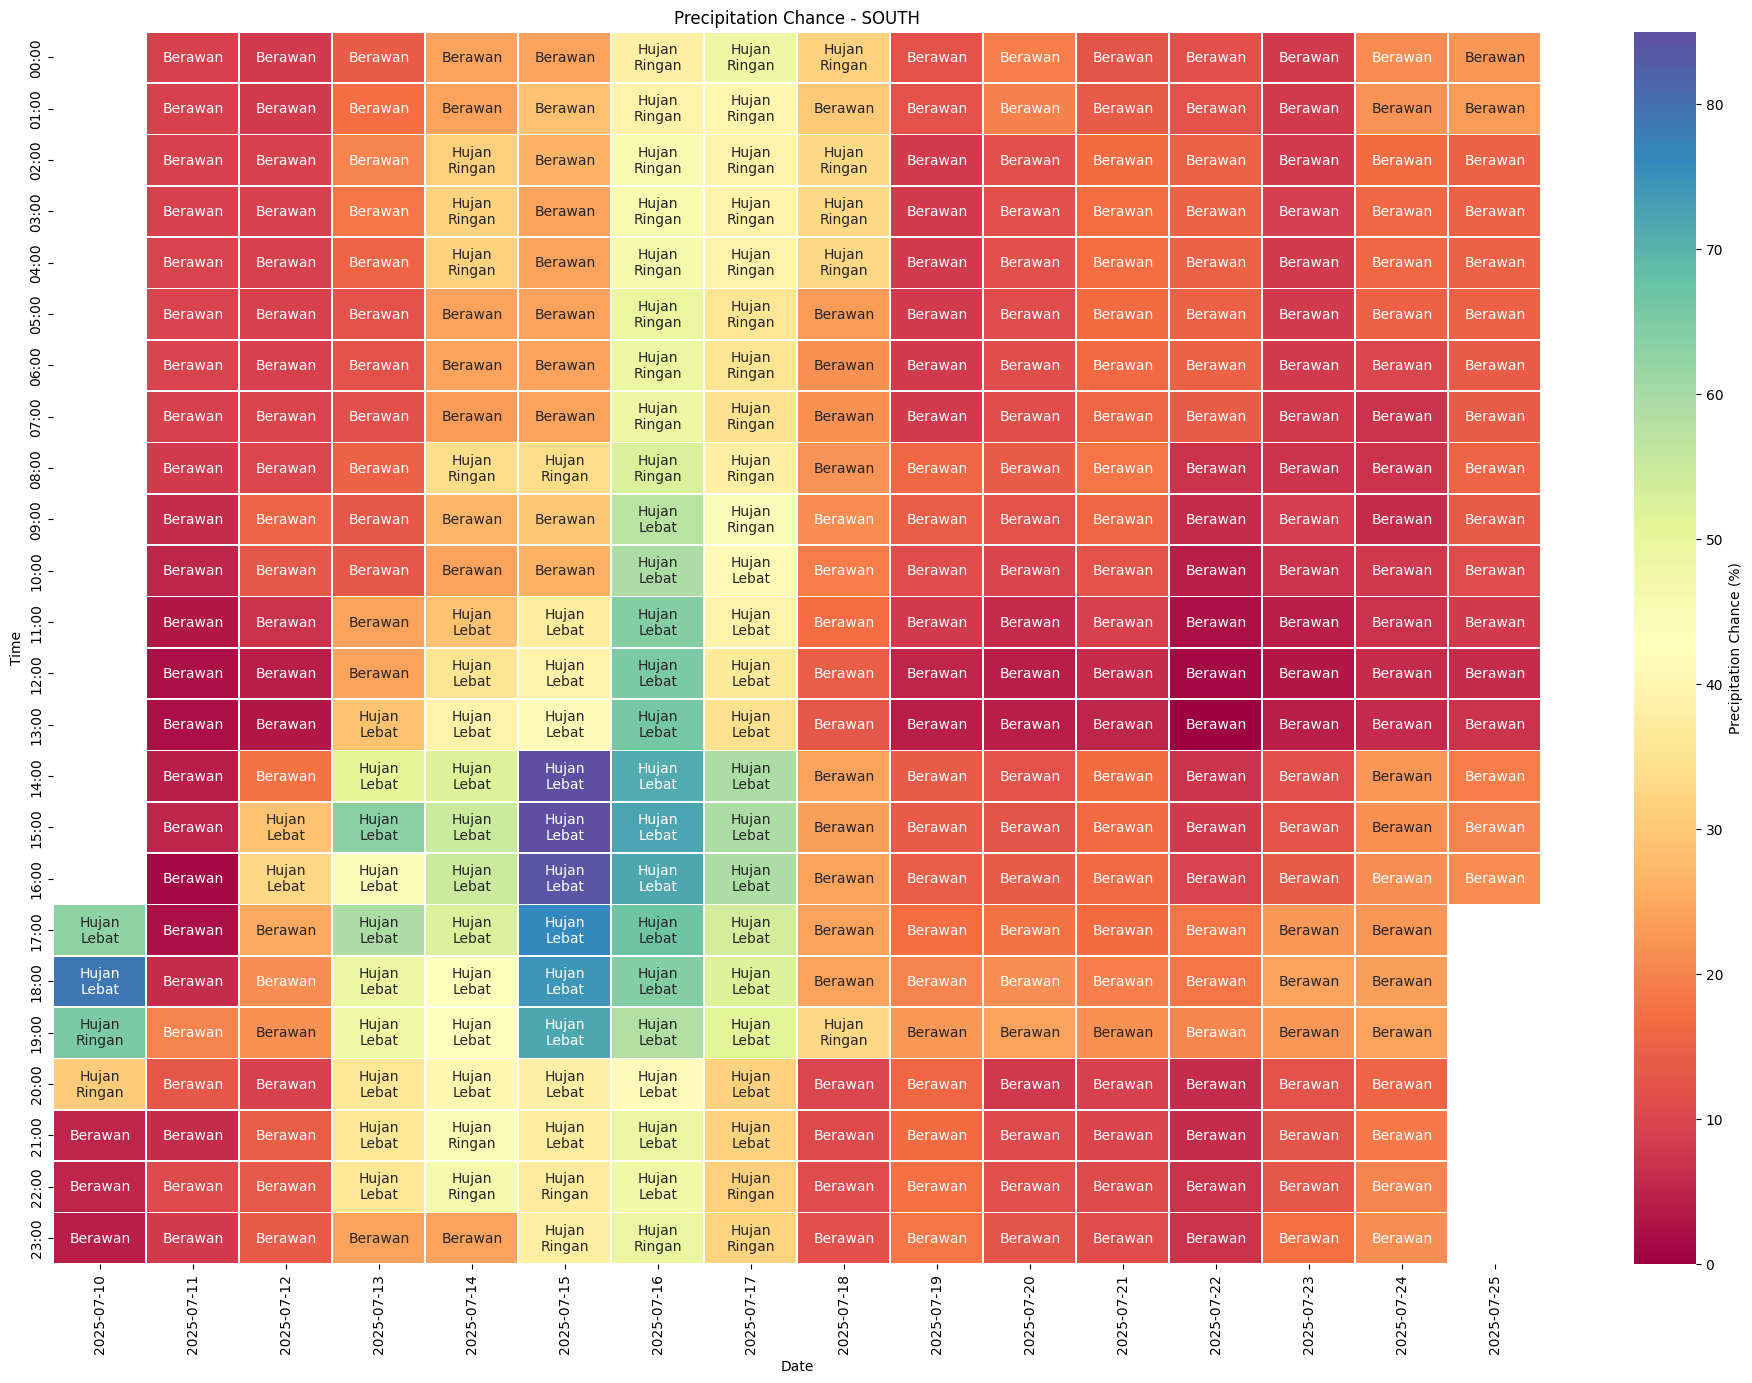 Precipitation Chance - SOUTH
00:00 Berawan Berawan Berawan Berawan Berawan Hujan Ringan Hujan Ringan Hujan Ringan Berawan Berawan Berawan Berawan Berawan Berawan Berawan
01:00 Berawan Berawan Berawan Berawan Berawan Hujan Ringan Hujan Ringan Berawan Berawan Berawan Berawan Berawan Berawan Berawan Berawan
02:00 Berawan Berawan Berawan Hujan Ringan Berawan Hujan Ringan Hujan Ringan Hujan Ringan Berawan Berawan Berawan Berawan Berawan Berawan Berawan
03:00 Berawan Berawan Berawan Hujan Ringan Berawan Hujan Ringan Hujan Ringan Hujan Ringan Berawan Berawan Berawan Berawan Berawan Berawan Berawan
04:00 Berawan Berawan Berawan Hujan Ringan Berawan Hujan Ringan Hujan Ringan Hujan Ringan Berawan Berawan Berawan Berawan Berawan Berawan Berawan
05:00 Berawan Berawan Berawan Berawan Berawan Hujan Ringan Hujan Ringan Berawan Berawan Berawan Berawan Berawan Berawan Berawan Berawan
06:00 Berawan Berawan Berawan Berawan Berawan Hujan Ringan Hujan Ringan Berawan Berawan Berawan Berawan Berawan Berawan Berawan Berawan
07:00 Berawan Berawan Berawan Berawan Berawan Hujan Ringan Hujan Ringan Berawan Berawan Berawan Berawan Berawan Berawan Berawan Berawan
08:00 Berawan Berawan Berawan Hujan Ringan Hujan Ringan Hujan Ringan Hujan Ringan Berawan Berawan Berawan Berawan Berawan Berawan Berawan Berawan
09:00 Berawan Berawan Berawan Berawan Berawan Hujan Lebat Hujan Ringan Berawan Berawan Berawan Berawan Berawan Berawan Berawan Berawan
10:00 Berawan Berawan Berawan Berawan Berawan Hujan Lebat Hujan Lebat Berawan Berawan Berawan Berawan Berawan Berawan Berawan Berawan
11:00 Berawan Berawan Berawan Hujan Lebat Hujan Lebat Hujan Lebat Hujan Lebat Berawan Berawan Berawan Berawan Berawan Berawan Berawan Berawan
12:00 Berawan Berawan Berawan Hujan Lebat Hujan Lebat Hujan Lebat Hujan Lebat Berawan Berawan Berawan Berawan Berawan Berawan Berawan Berawan
13:00 Berawan Berawan Hujan Lebat Hujan Lebat Hujan Lebat Hujan Lebat Hujan Lebat Berawan Berawan Berawan Berawan Berawan Berawan Berawan Berawan
14:00 Berawan Berawan Hujan Lebat Hujan Lebat Hujan Lebat Hujan Lebat Hujan Lebat Berawan Berawan Berawan Berawan Berawan Berawan Berawan Berawan
15:00 Berawan Hujan Lebat Hujan Lebat Hujan Lebat Hujan Lebat Hujan Lebat Hujan Lebat Berawan Berawan Berawan Berawan Berawan Berawan Berawan Berawan
16:00 Berawan Hujan Lebat Hujan Lebat Hujan Lebat Hujan Lebat Hujan Lebat Hujan Lebat Berawan Berawan Berawan Berawan Berawan Berawan Berawan Berawan
17:00 Hujan Lebat Berawan Berawan Hujan Lebat Hujan Lebat Hujan Lebat Hujan Lebat Hujan Lebat Berawan Berawan Berawan Berawan Berawan Berawan Berawan
18:00 Hujan Lebat Berawan Berawan Hujan Lebat Hujan Lebat Hujan Lebat Hujan Lebat Hujan Lebat Berawan Berawan Berawan Berawan Berawan Berawan Berawan
19:00 Hujan Ringan Berawan Berawan Hujan Lebat Hujan Lebat Hujan Lebat Hujan Lebat Hujan Lebat Hujan Ringan Berawan Berawan Berawan Berawan Berawan Berawan
20:00 Hujan Ringan Berawan Berawan Hujan Lebat Hujan Lebat Hujan Lebat Hujan Lebat Hujan Lebat Berawan Berawan Berawan Berawan Berawan Berawan Berawan
21:00 Berawan Berawan Berawan Hujan Lebat Hujan Ringan Hujan Lebat Hujan Lebat Hujan Lebat Berawan Berawan Berawan Berawan Berawan Berawan Berawan
22:00 Berawan Berawan Berawan Hujan Lebat Hujan Ringan Hujan Ringan Hujan Lebat Hujan Ringan Berawan Berawan Berawan Berawan Berawan Berawan Berawan
23:00 Berawan Berawan Berawan Berawan Berawan Hujan Ringan Hujan Ringan Hujan Ringan Berawan Berawan Berawan Berawan Berawan Berawan Berawan
Time
2025-07-10 2025-07-11 2025-07-12 2025-07-13 2025-07-14 2025-07-15 2025-07-16 2025-07-17 2025-07-18 2025-07-19 2025-07-20 2025-07-21 2025-07-22 2025-07-23 2025-07-24 2025-07-25
Date
80
70
60
50
40
30
20
10
0
Precipitation Chance (%)